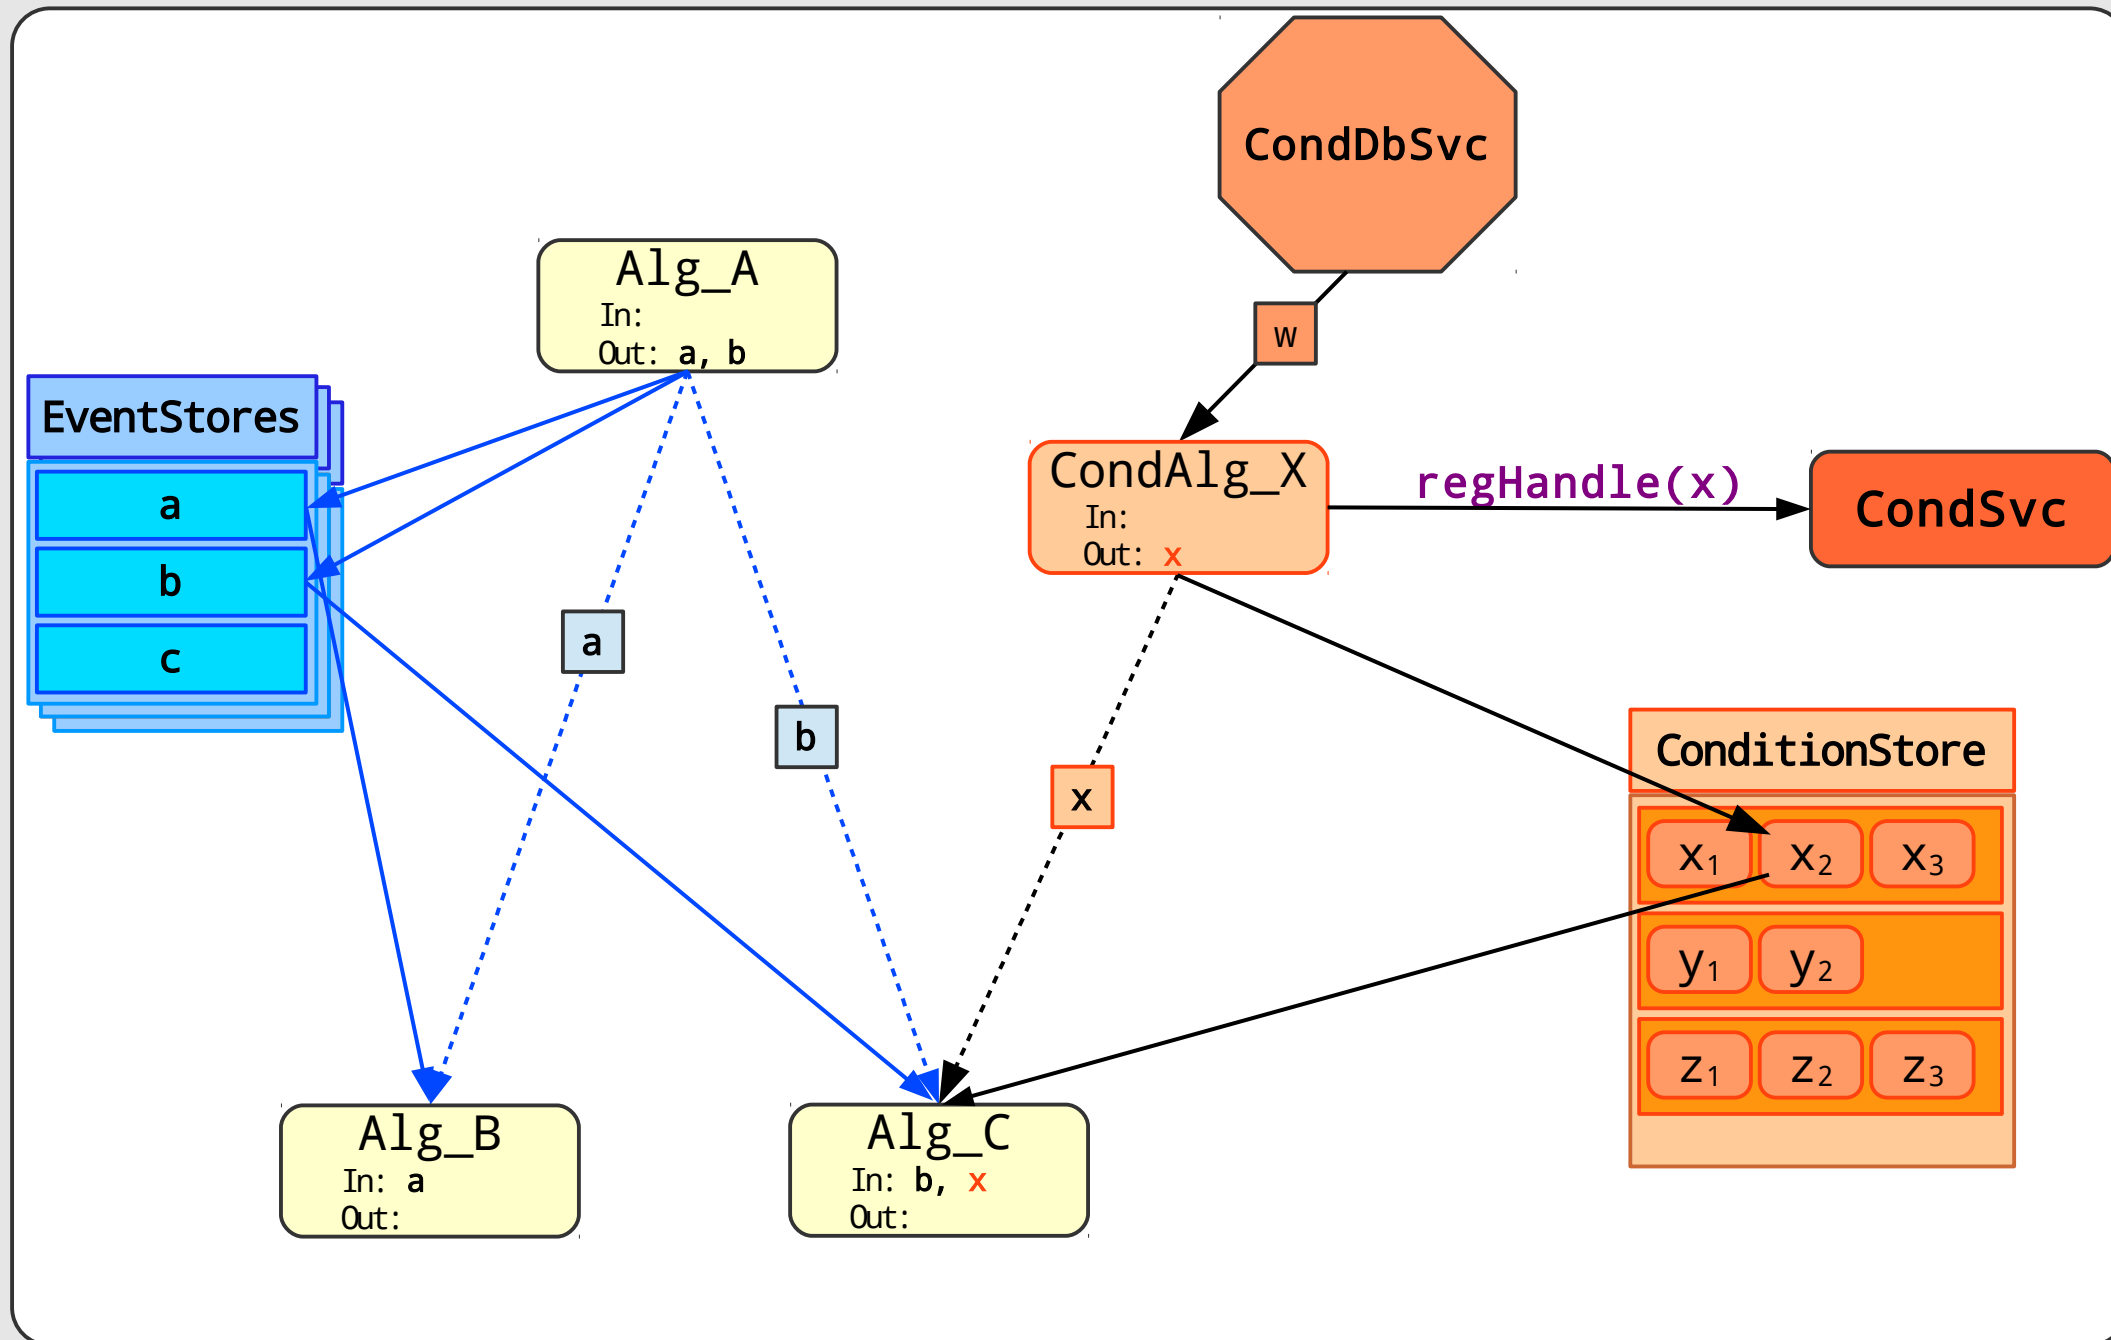 CondDbSvc
Alg_A
In:
Out: a, b
w
EventStores
a
b
c
CondAlg_X
In:
Out: x
regHandle(x)
CondSvc
a
b
x
ConditionStore
x₁ x₂ x₃
y₁ y₂
z₁ z₂ z₃
Alg_B
In: a
Out:
Alg_C
In: b, x
Out: